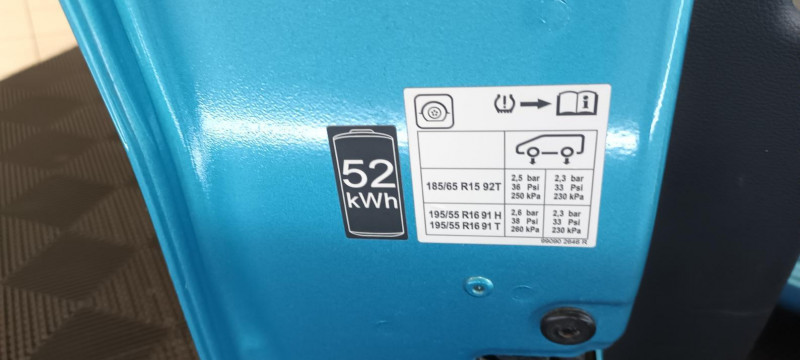 52
kWh
185/65 R15 92T
2,5 bar
36 Psi
250 kPa
2,3 bar
33 Psi
230 kPa
195/55 R16 91 H
195/55 R16 91 T
2,6 bar
38 Psi
260 kPa
2,3 bar
33 Psi
230 kPa
69090 2648 R